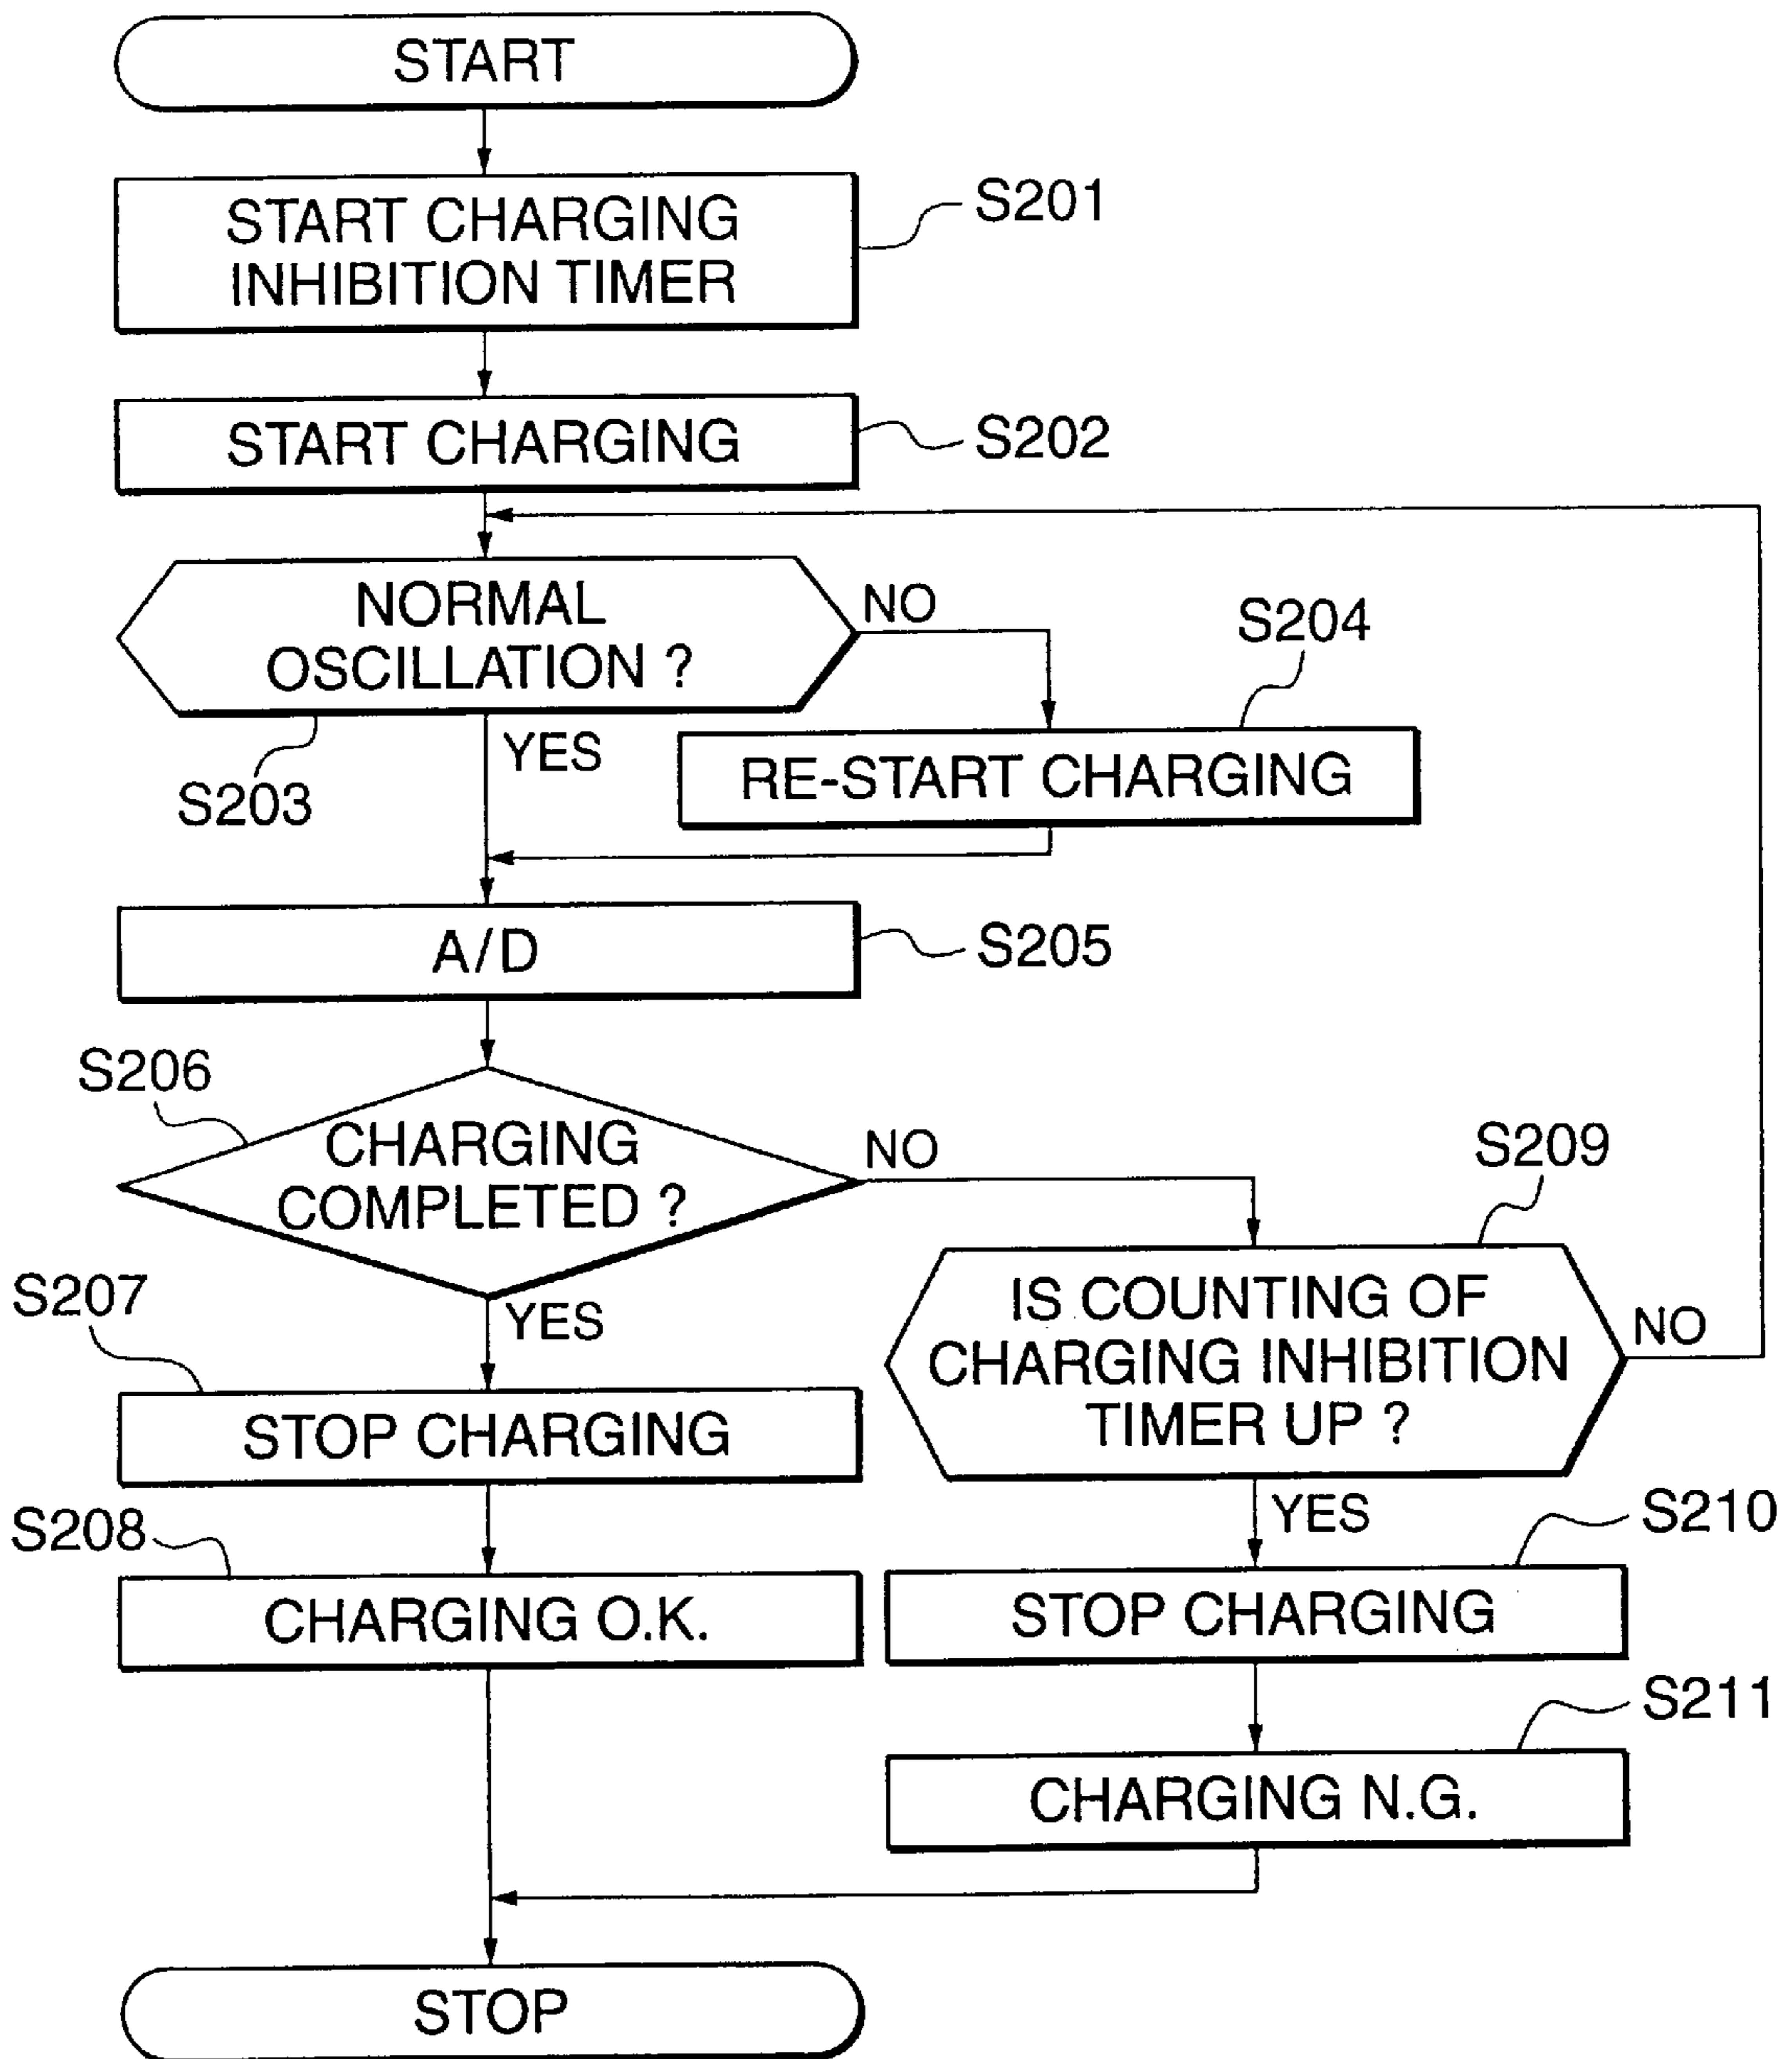 START
START CHARGING
INHIBITION TIMER
S201
START CHARGING
S202
NORMAL
OSCILLATION ?
NO
S204
YES
RE-START CHARGING
S203
A/D
S205
S206
CHARGING
COMPLETED ?
NO
S209
S207
YES
IS COUNTING OF
CHARGING INHIBITION
TIMER UP ?
NO
STOP CHARGING
YES
S210
S208
CHARGING O.K.
STOP CHARGING
S211
CHARGING N.G.
STOP